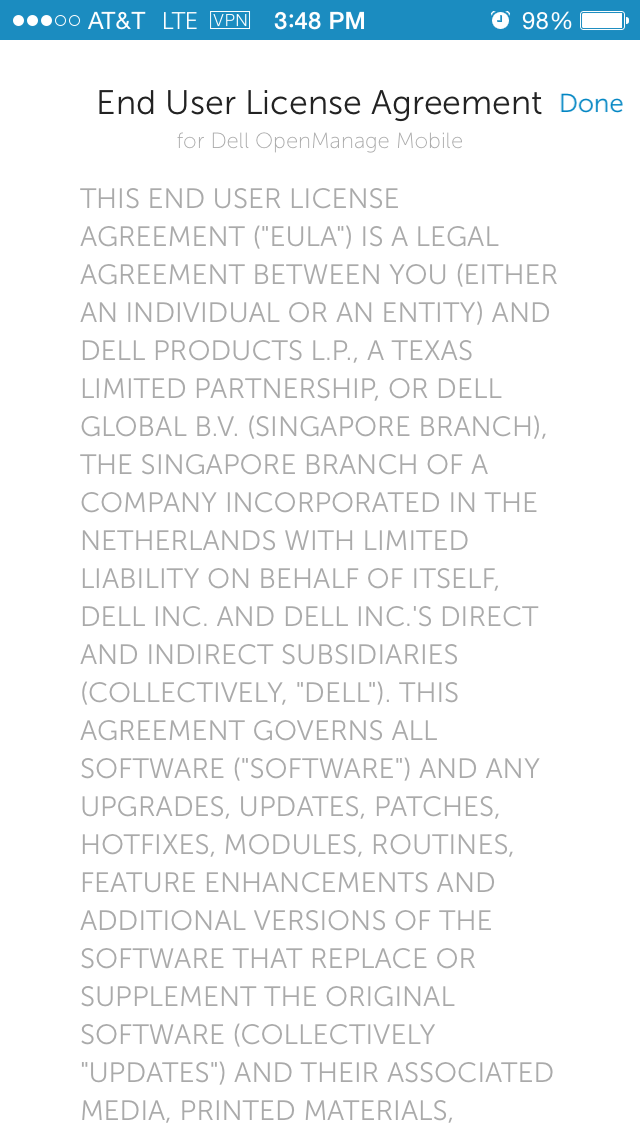 AT&T LTE VPN 3:48 PM 98%
End User License Agreement Done
for Dell OpenManage Mobile
THIS END USER LICENSE
AGREEMENT ("EULA") IS A LEGAL
AGREEMENT BETWEEN YOU (EITHER
AN INDIVIDUAL OR AN ENTITY) AND
DELL PRODUCTS L.P., A TEXAS
LIMITED PARTNERSHIP, OR DELL
GLOBAL B.V. (SINGAPORE BRANCH),
THE SINGAPORE BRANCH OF A
COMPANY INCORPORATED IN THE
NETHERLANDS WITH LIMITED
LIABILITY ON BEHALF OF ITSELF,
DELL INC. AND DELL INC.'S DIRECT
AND INDIRECT SUBSIDIARIES
(COLLECTIVELY, "DELL"). THIS
AGREEMENT GOVERNS ALL
SOFTWARE ("SOFTWARE") AND ANY
UPGRADES, UPDATES, PATCHES,
HOTFIXES, MODULES, ROUTINES,
FEATURE ENHANCEMENTS AND
ADDITIONAL VERSIONS OF THE
SOFTWARE THAT REPLACE OR
SUPPLEMENT THE ORIGINAL
SOFTWARE (COLLECTIVELY
"UPDATES") AND THEIR ASSOCIATED
MEDIA, PRINTED MATERIALS,